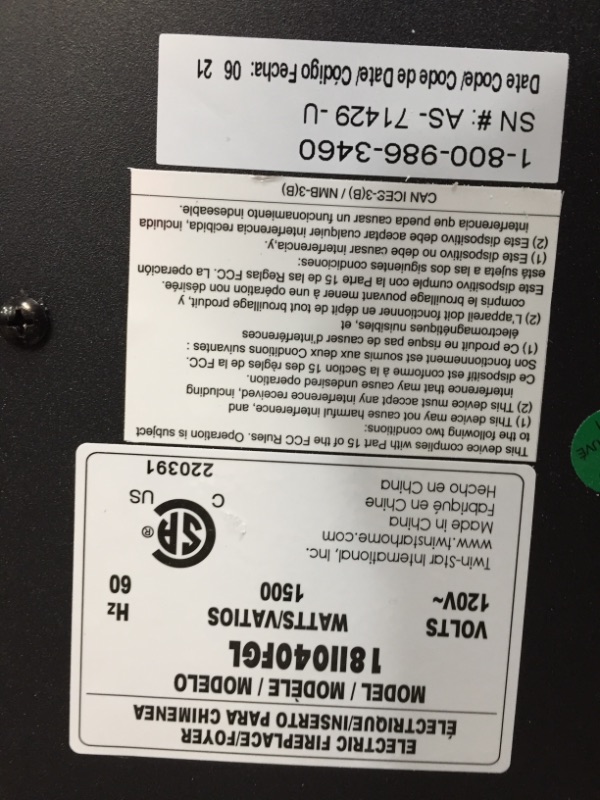 ELECTRIC FIREPLACE/FOYER
ÉLECTRIQUE/INSERTO PARA CHIMENEA
MODEL / MODÈLE / MODELO
18II040FGL
VOLTS WATTS/VATIOS Hz
120V~ 1500 60
Twin-Star International, Inc.
www.twinstarhome.com
Made in China
Fabriqué en Chine
Hecho en China
SA ®
C US
220391
This device complies with Part 15 of the FCC Rules. Operation is subject
to the following two conditions:
(1) This device may not cause harmful interference, and
(2) This device must accept any interference received, including
interference that may cause undesired operation.
Ce dispositif est conforme à la Section 15 des règles de la FCC.
Son fonctionnement est soumis aux deux Conditions suivantes :
(1) Ce produit ne risque pas de causer d'interférences
électromagnétiques nuisibles, et
(2) L'appareil doit fonctionner en dépit de tout brouillage produit, y
compris le brouillage pouvant mener à une opération non désirée.
Este dispositivo cumple con la Parte 15 de las Reglas FCC. La operación
está sujeta a las dos siguientes condiciones:
(1) Este dispositivo no debe causar interferencia,y.
(2) Este dispositivo debe aceptar cualquier interferencia recibida, incluida
interferencia que pueda causar un funcionamiento indeseable.
CAN ICES-3(B) / NMB-3(B)
1-800-986-3460
SN #: AS- 71429 -U
Date Code/ Code de Date/ Código Fecha: 06 21